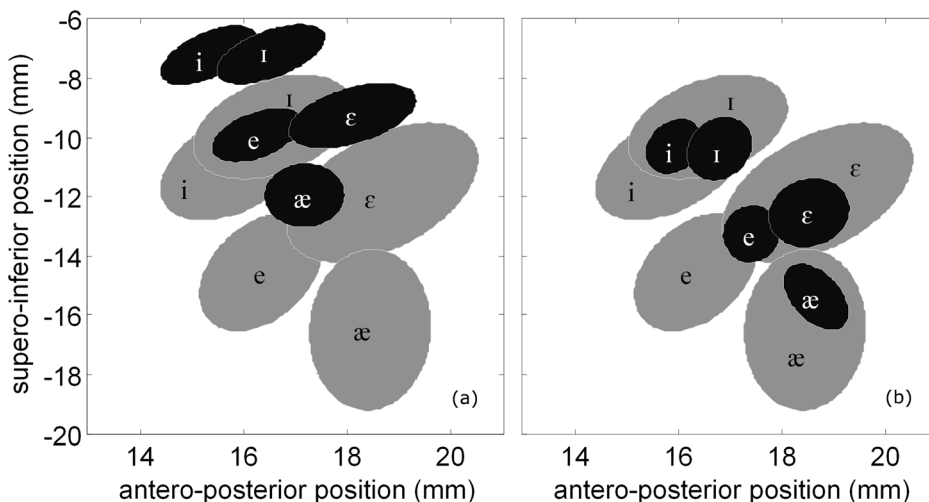 supero-inferior position (mm)
-6
-8
-10
-12
-14
-16
-18
-20
i
ɪ
ɪ
e
ɛ
i
æ
ɛ
e
æ
(a)
14
16
18
20
antero-posterior position (mm)
ɪ
i
ɪ
ɛ
i
ɛ
e
e
æ
æ
(b)
14
16
18
20
antero-posterior position (mm)